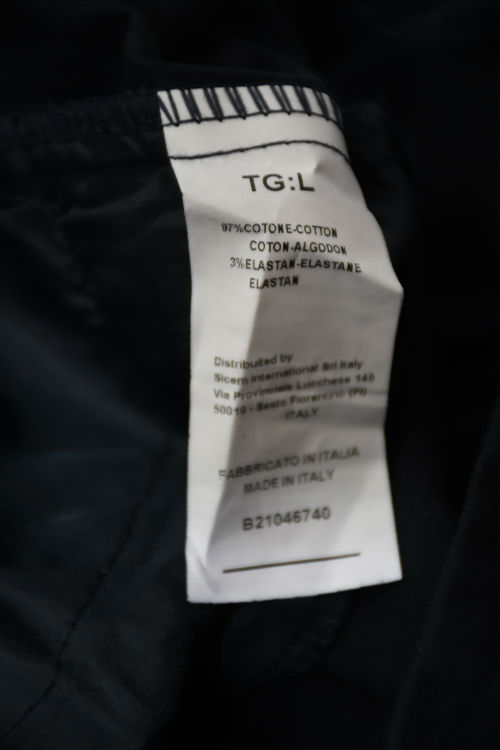 TG:L
97%COTONE-COTTON
COTON-ALGODON
3%ELASTAN-ELASTANE
ELASTAN
Distribuited by
Sicem International Srl Italy
Via Provinciale Lucchese 145
50019 - Sesto Fiorentino (FI)
ITALY
FABBRICATO IN ITALIA
MADE IN ITALY
B21046740